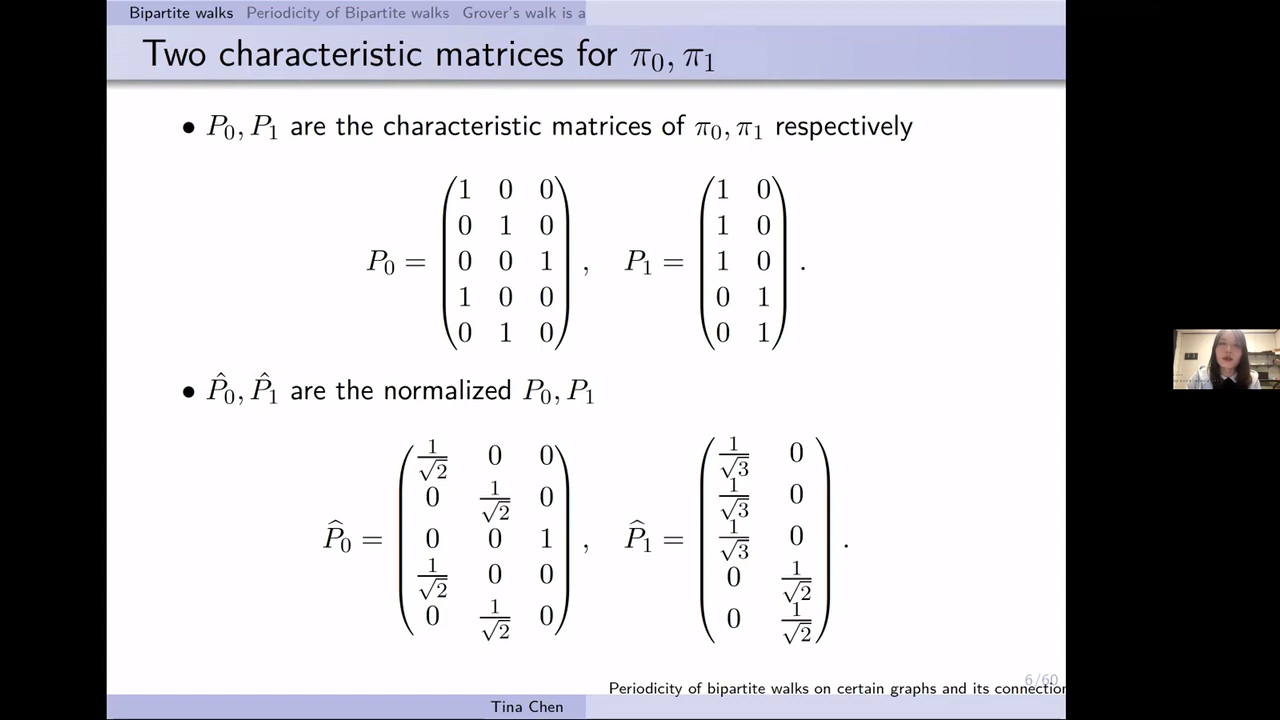 Bipartite walks Periodicity of Bipartite walks Grover's walk is a
Two characteristic matrices for π₀, π₁
• P₀, P₁ are the characteristic matrices of π₀, π₁ respectively
P₀ = (1 0 0; 0 1 0; 0 0 1; 1 0 0; 0 1 0), P₁ = (1 0; 1 0; 1 0; 0 1; 0 1).
• P̂₀, P̂₁ are the normalized P₀, P₁
P̂₀ = (1/√2 0 0; 0 1/√2 0; 0 0 1; 1/√2 0 0; 0 1/√2 0), P̂₁ = (1/√3 0; 1/√3 0; 1/√3 0; 0 1/√2; 0 1/√2).
6/60
Periodicity of bipartite walks on certain graphs and its connection
Tina Chen